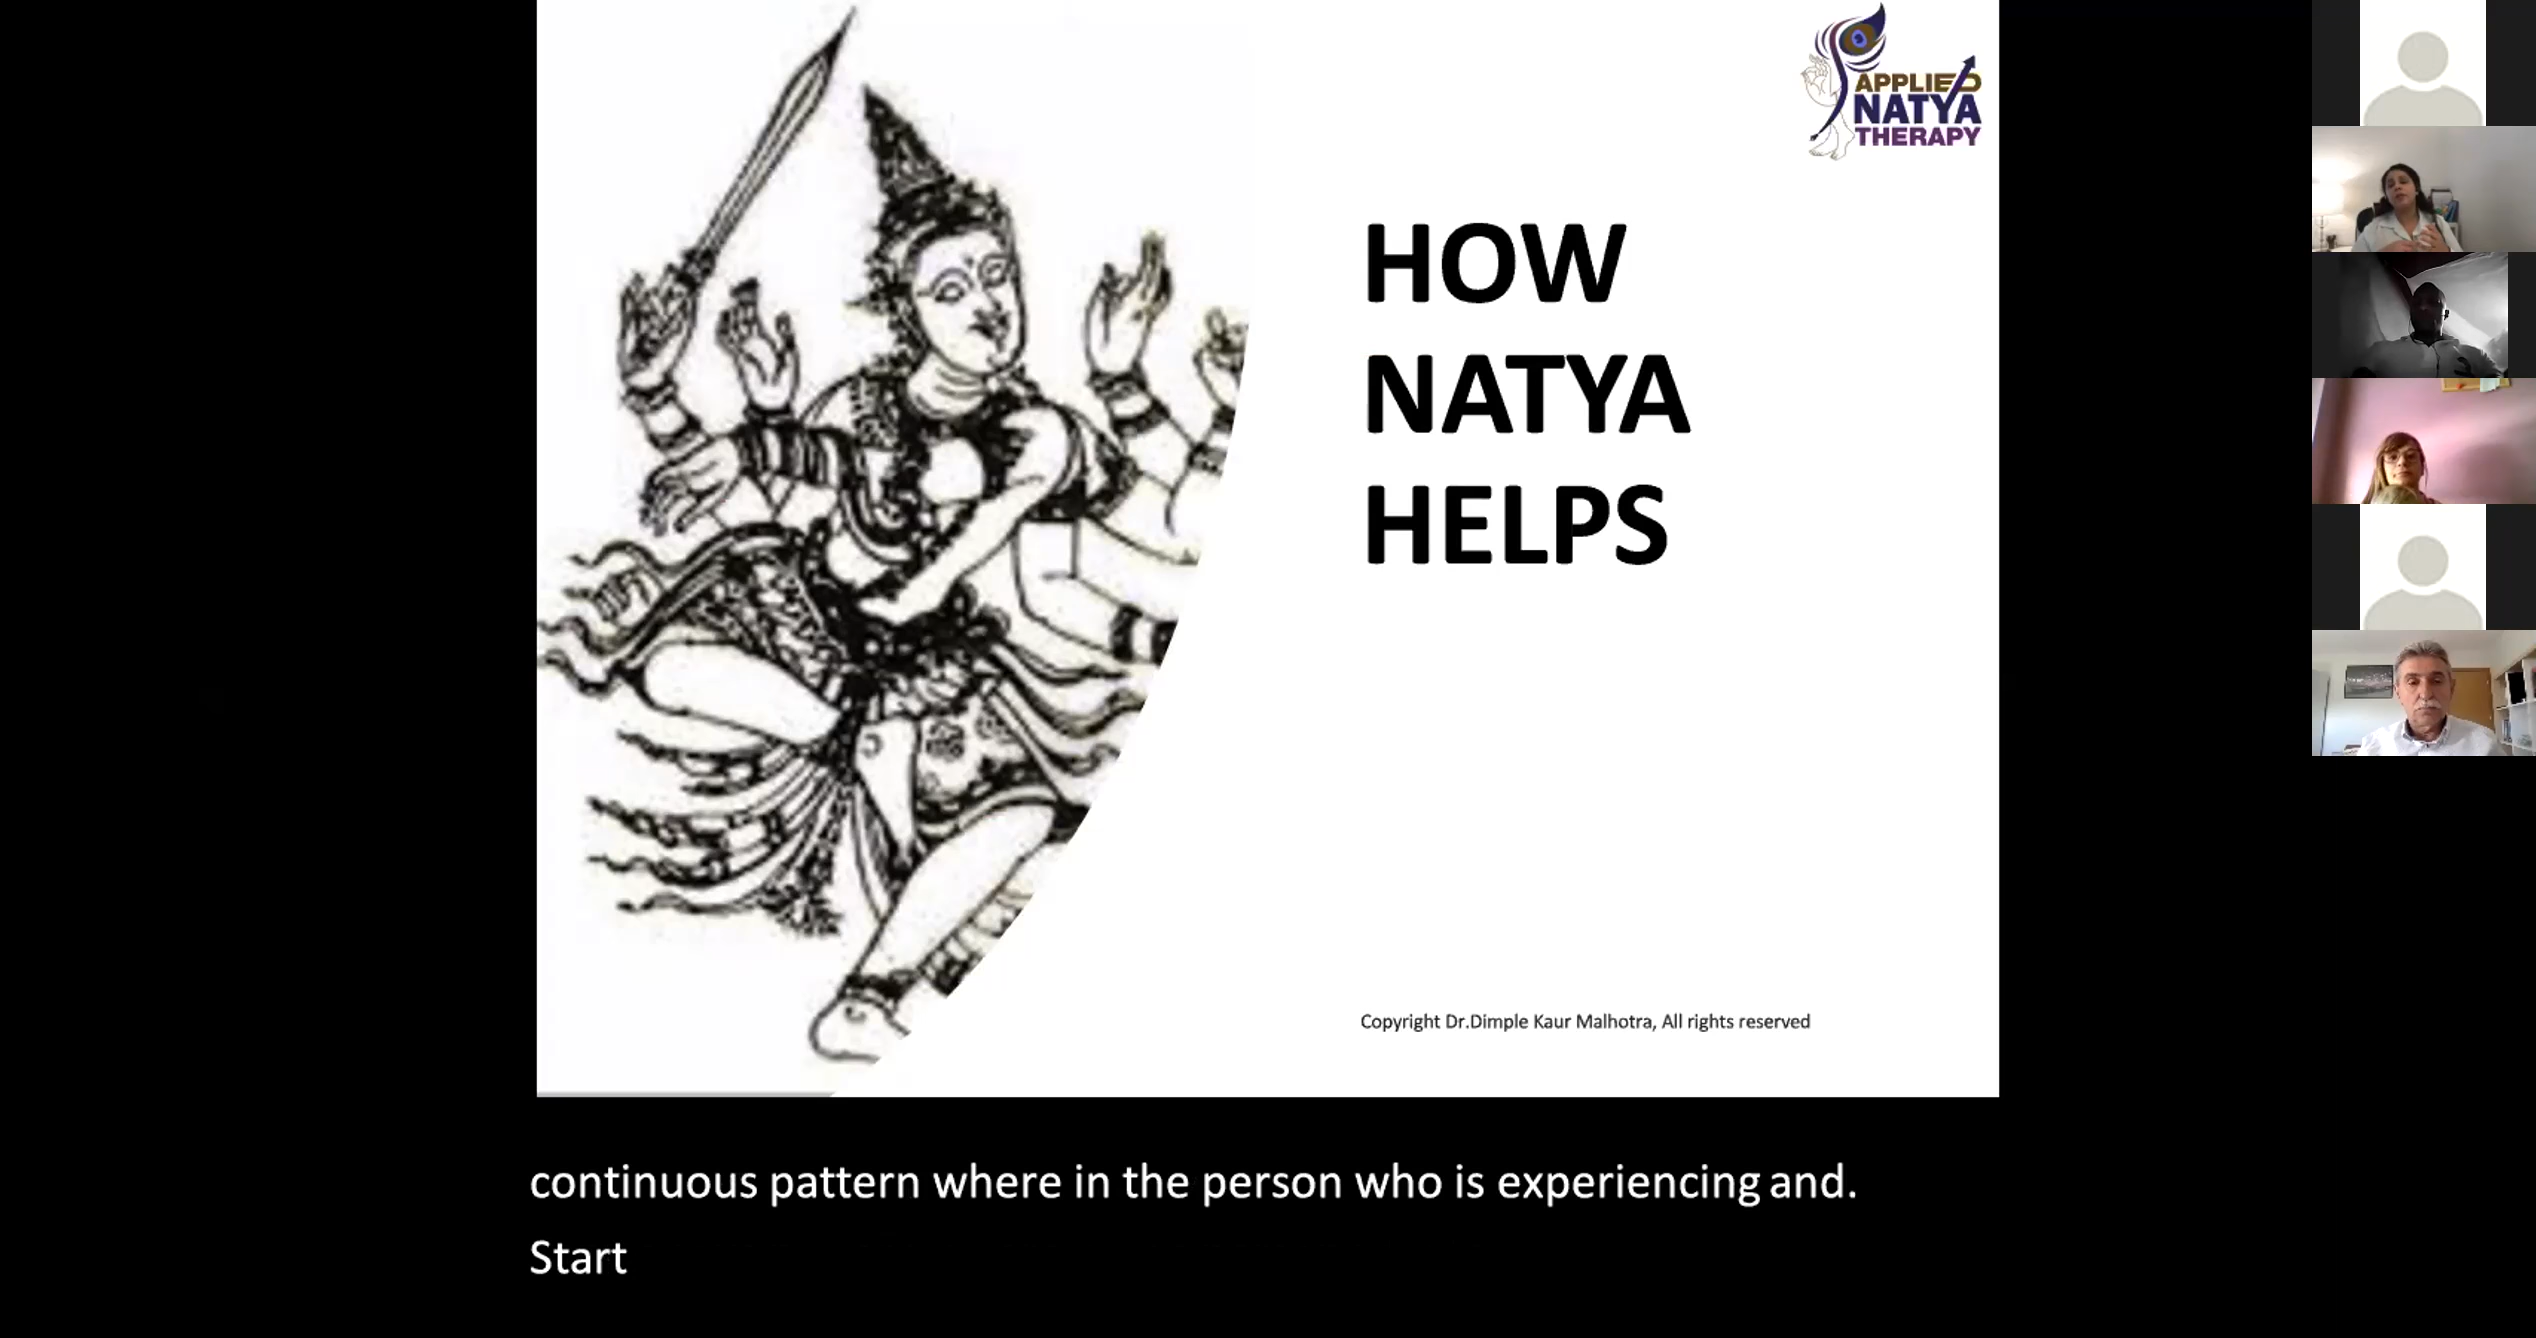 APPLIED
NATYA
THERAPY
HOW
NATYA
HELPS
Copyright Dr.Dimple Kaur Malhotra, All rights reserved
continuous pattern where in the person who is experiencing and.
Start